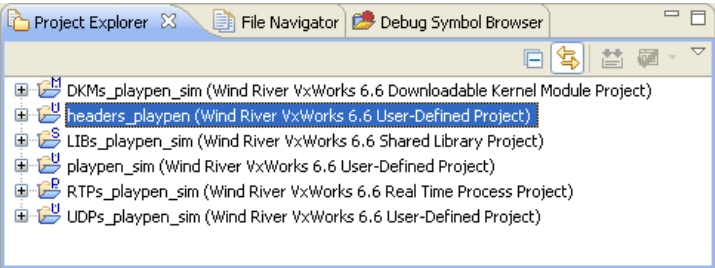 Project Explorer File Navigator Debug Symbol Browser
M DKMs_playpen_sim (Wind River VxWorks 6.6 Downloadable Kernel Module Project)
U headers_playpen (Wind River VxWorks 6.6 User-Defined Project)
S LIBs_playpen_sim (Wind River VxWorks 6.6 Shared Library Project)
U playpen_sim (Wind River VxWorks 6.6 User-Defined Project)
P RTPs_playpen_sim (Wind River VxWorks 6.6 Real Time Process Project)
U UDPs_playpen_sim (Wind River VxWorks 6.6 User-Defined Project)